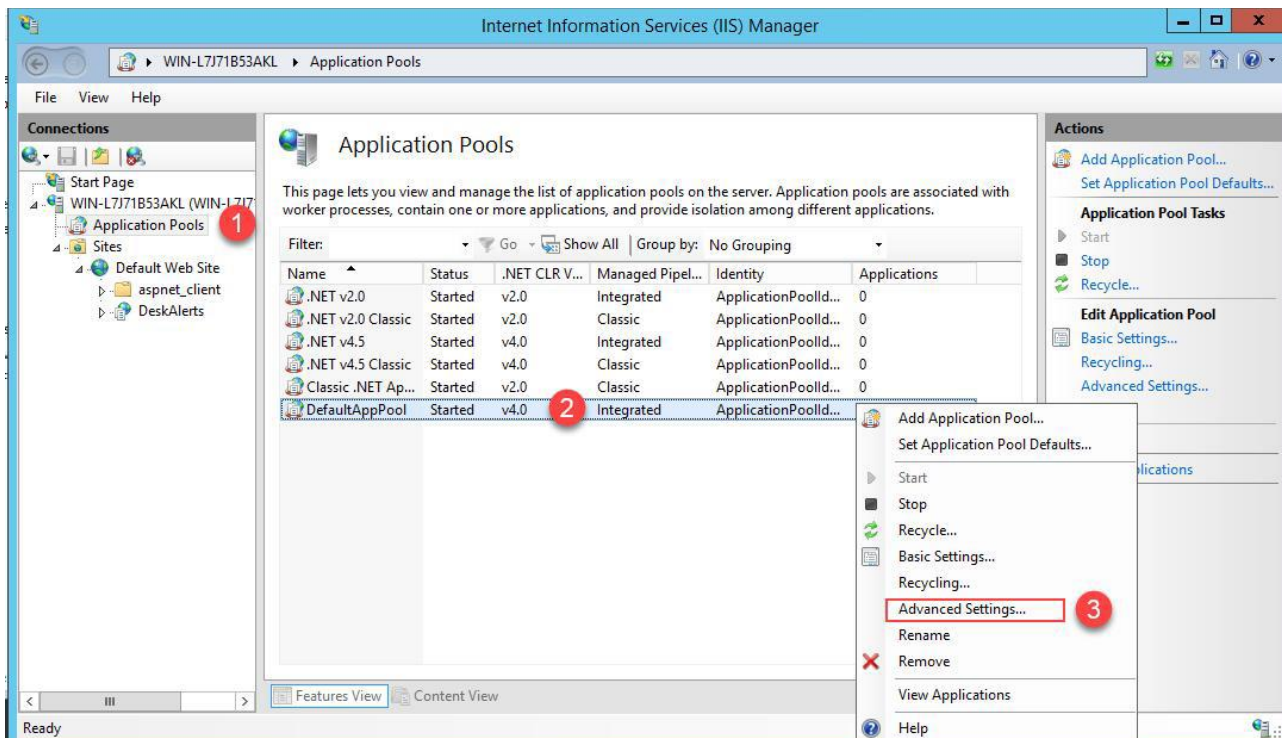 Internet Information Services (IIS) Manager
WIN-L7J71B53AKL ▸ Application Pools
File View Help
Connections
Start Page
WIN-L7J71B53AKL (WIN-L7J7
Application Pools
1
Sites
Default Web Site
aspnet_client
DeskAlerts
Application Pools
This page lets you view and manage the list of application pools on the server. Application pools are associated with
worker processes, contain one or more applications, and provide isolation among different applications.
Filter: Go Show All Group by: No Grouping
Name Status .NET CLR V... Managed Pipel... Identity Applications
.NET v2.0 Started v2.0 Integrated ApplicationPoolId... 0
.NET v2.0 Classic Started v2.0 Classic ApplicationPoolId... 0
.NET v4.5 Started v4.0 Integrated ApplicationPoolId... 0
.NET v4.5 Classic Started v4.0 Classic ApplicationPoolId... 0
Classic .NET Ap... Started v2.0 Classic ApplicationPoolId... 0
DefaultAppPool Started v4.0 2 Integrated ApplicationPoolId...
Add Application Pool...
Set Application Pool Defaults...
Start
Stop
Recycle...
Basic Settings...
Recycling...
Advanced Settings... 3
Rename
Remove
View Applications
Help
Actions
Add Application Pool...
Set Application Pool Defaults...
Application Pool Tasks
Start
Stop
Recycle...
Edit Application Pool
Basic Settings...
Recycling...
Advanced Settings...
lications
Features View Content View
Ready